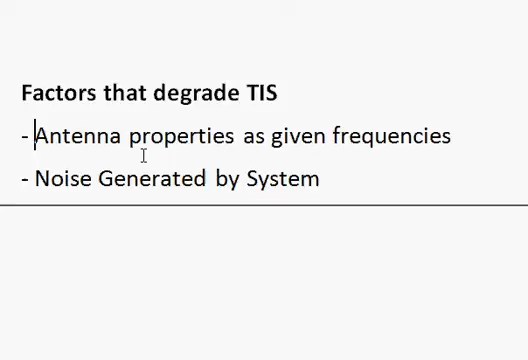 Factors that degrade TIS
- Antenna properties as given frequencies
- Noise Generated by System